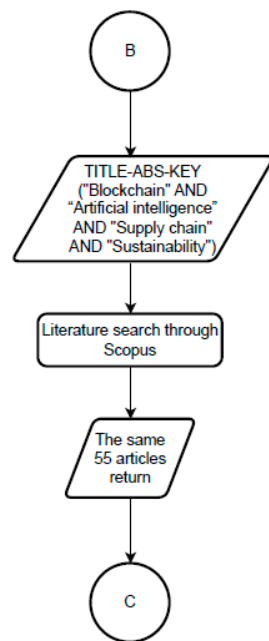 B
TITLE-ABS-KEY
("Blockchain" AND
“Artificial intelligence”
AND "Supply chain"
AND "Sustainability")
Literature search through
Scopus
The same
55 articles
return
C